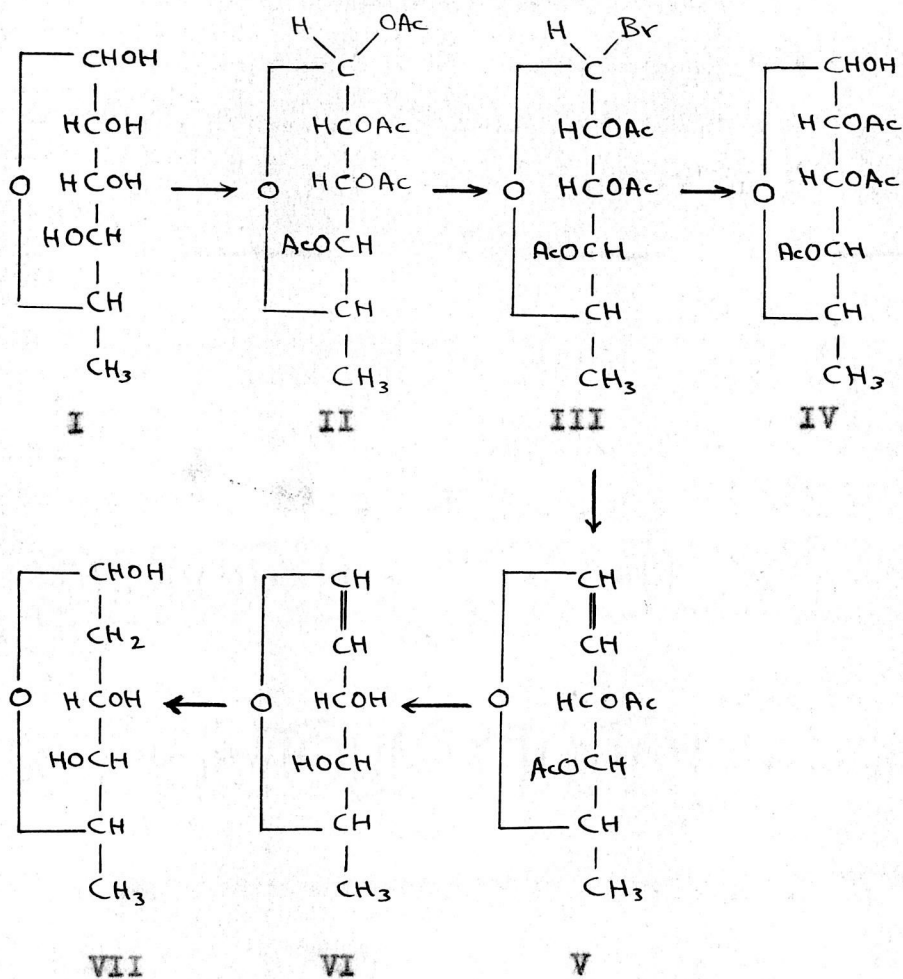 CHOH
HCOH
O HCOH
HOCH
CH
CH3
I
H OAc
C
HCOAc
O HCOAc
AcOCH
CH
CH3
II
H Br
C
HCOAc
O HCOAc
AcOCH
CH
CH3
III
CHOH
HCOAc
O HCOAc
AcOCH
CH
CH3
IV
CHOH
CH2
O HCOH
HOCH
CH
CH3
VII
CH
CH
O HCOH
HOCH
CH
CH3
VI
CH
CH
O HCOAc
AcOCH
CH
CH3
V